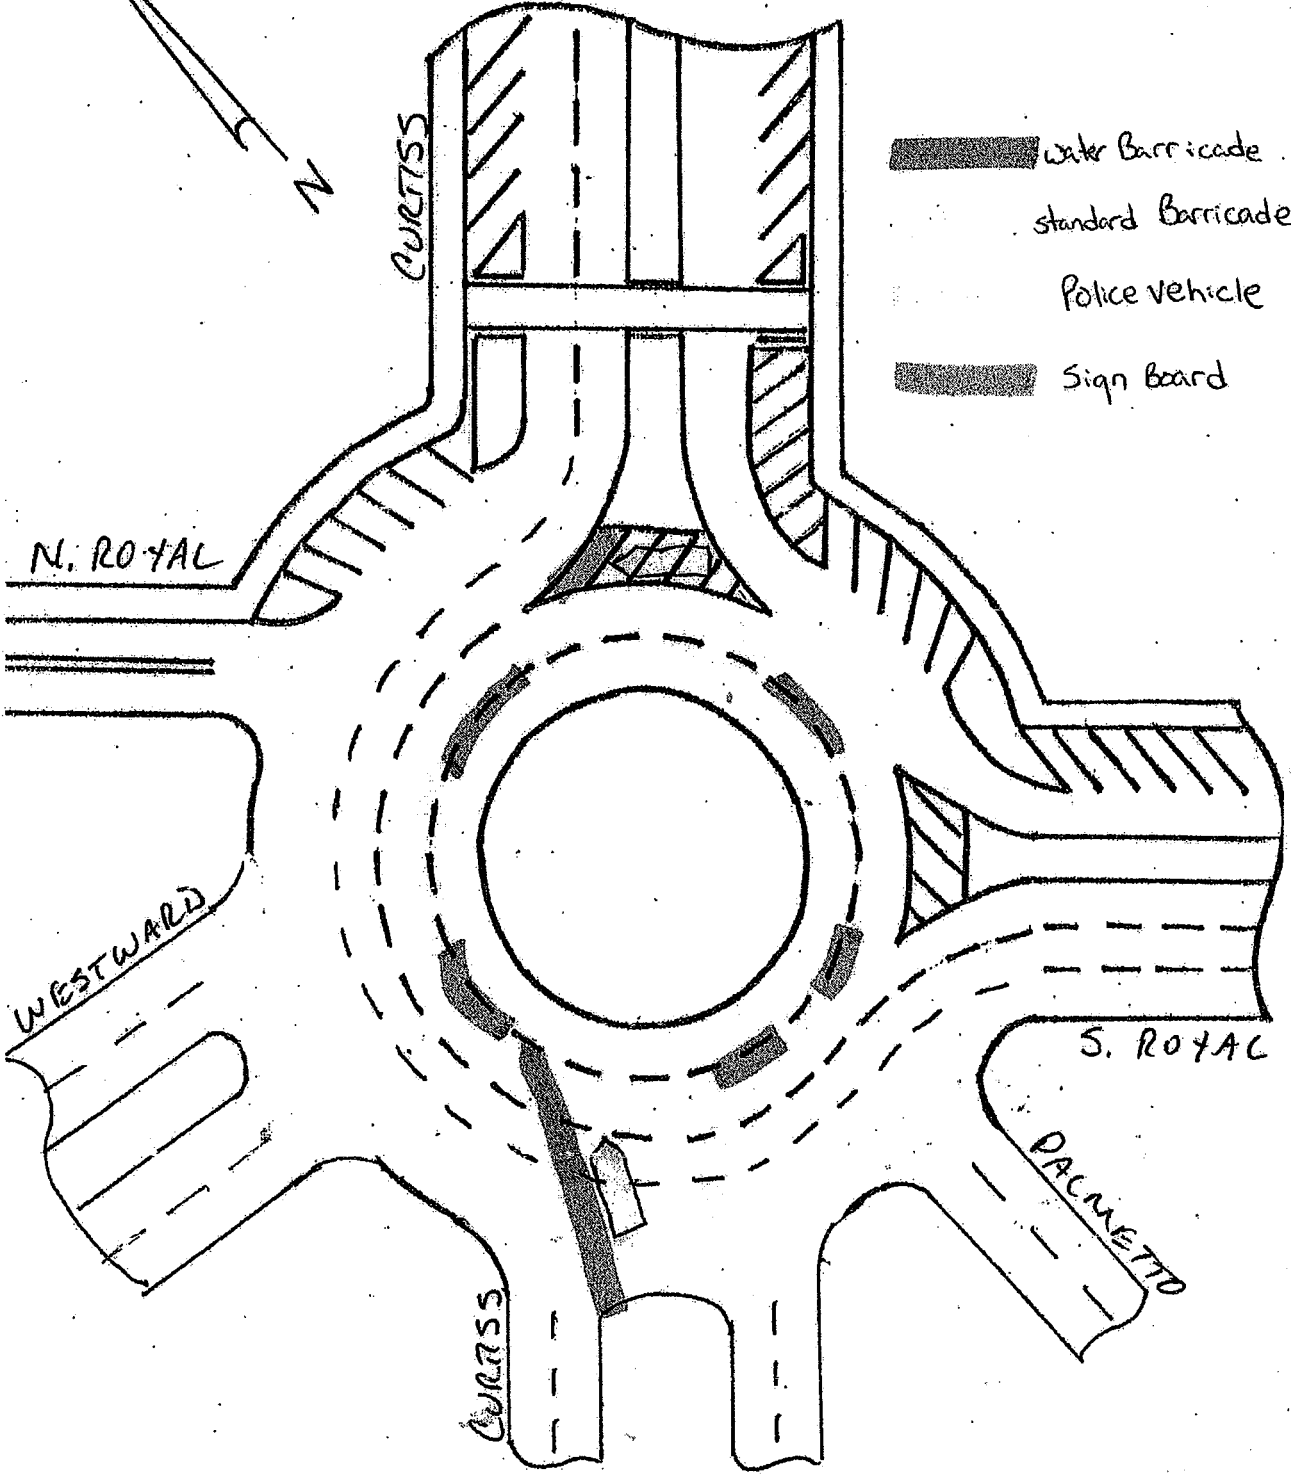 N
CURTISS
water Barricade
standard Barricade
Police vehicle
Sign Board
N. ROYAL
WESTWARD
S. ROYAL
PALMETTO
CURTISS